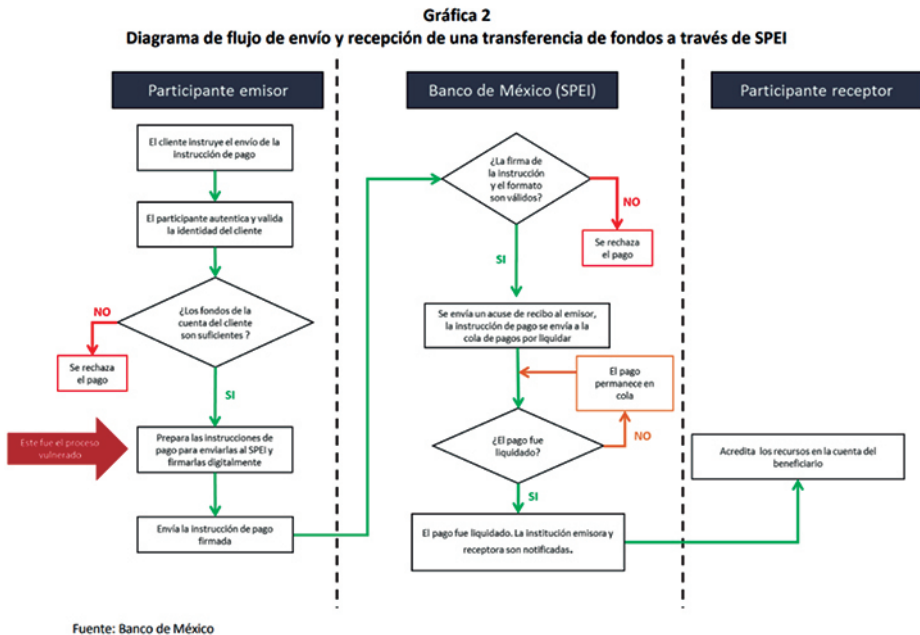 Gráfica 2
Diagrama de flujo de envío y recepción de una transferencia de fondos a través de SPEI
Participante emisor
El cliente instruye el envío de la
instrucción de pago
El participante autentica y valida
la identidad del cliente
¿Los fondos de la
cuenta del cliente
son suficientes ?
NO
Se rechaza
el pago
SI
Este fue el proceso
vulnerado
Prepara las instrucciones de
pago para enviarlas al SPEI y
firmarlas digitalmente
Envía la instrucción de pago
firmada
Banco de México (SPEI)
¿La firma de
la instrucción
y el formato
son válidos?
NO
Se rechaza
el pago
SI
Se envía un acuse de recibo al emisor,
la instrucción de pago se envía a la
cola de pagos por liquidar
El pago
permanece en
cola
¿El pago fue
liquidado?
NO
SI
El pago fue liquidado. La institución emisora y
receptora son notificadas.
Participante receptor
Acredita los recursos en la cuenta del
beneficiario
Fuente: Banco de México